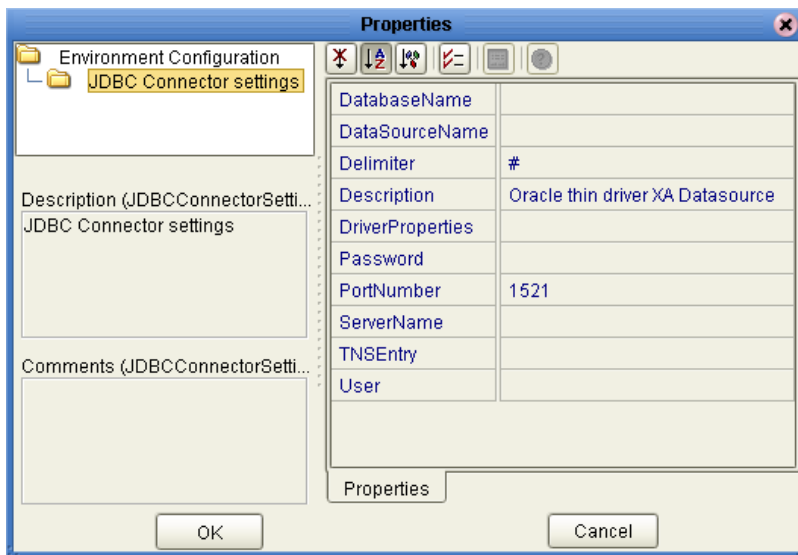 Properties
Environment Configuration
JDBC Connector settings
Description (JDBCConnectorSetti...
JDBC Connector settings
Comments (JDBCConnectorSetti...
DatabaseName
DataSourceName
Delimiter #
Description Oracle thin driver XA Datasource
DriverProperties
Password
PortNumber 1521
ServerName
TNSEntry
User
Properties
OK
Cancel